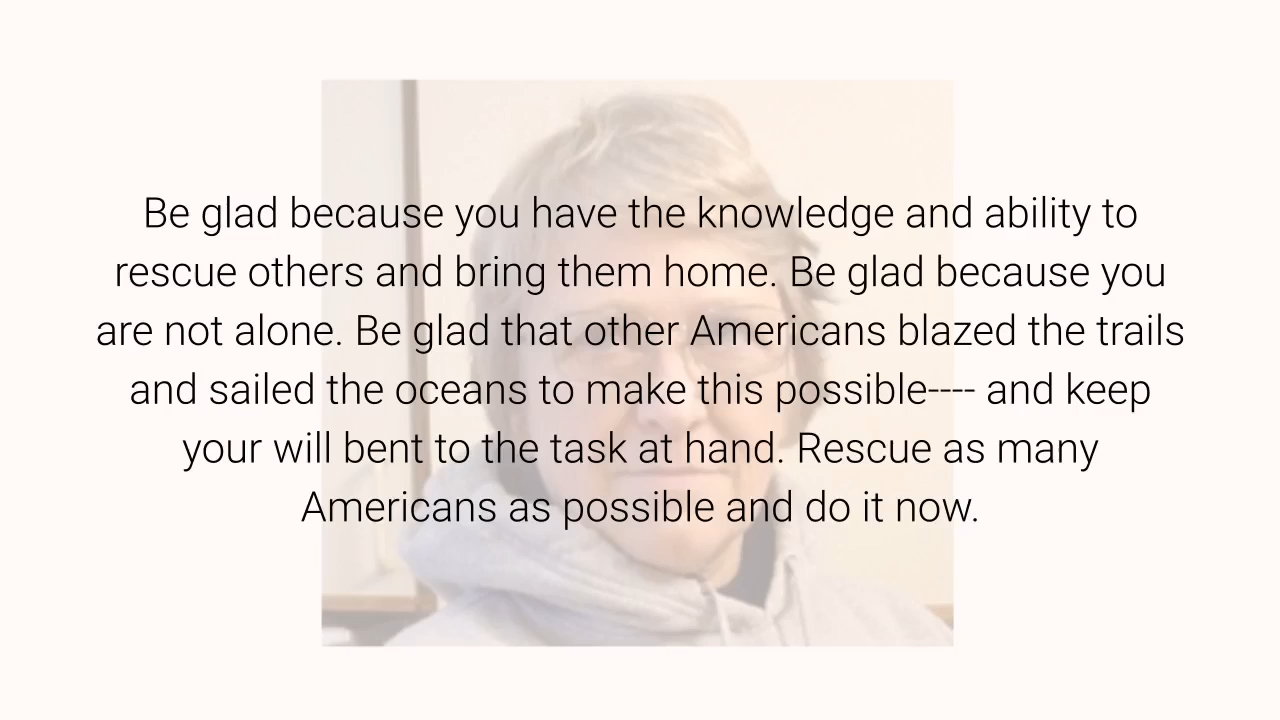 Be glad because you have the knowledge and ability to
rescue others and bring them home. Be glad because you
are not alone. Be glad that other Americans blazed the trails
and sailed the oceans to make this possible---- and keep
your will bent to the task at hand. Rescue as many
Americans as possible and do it now.